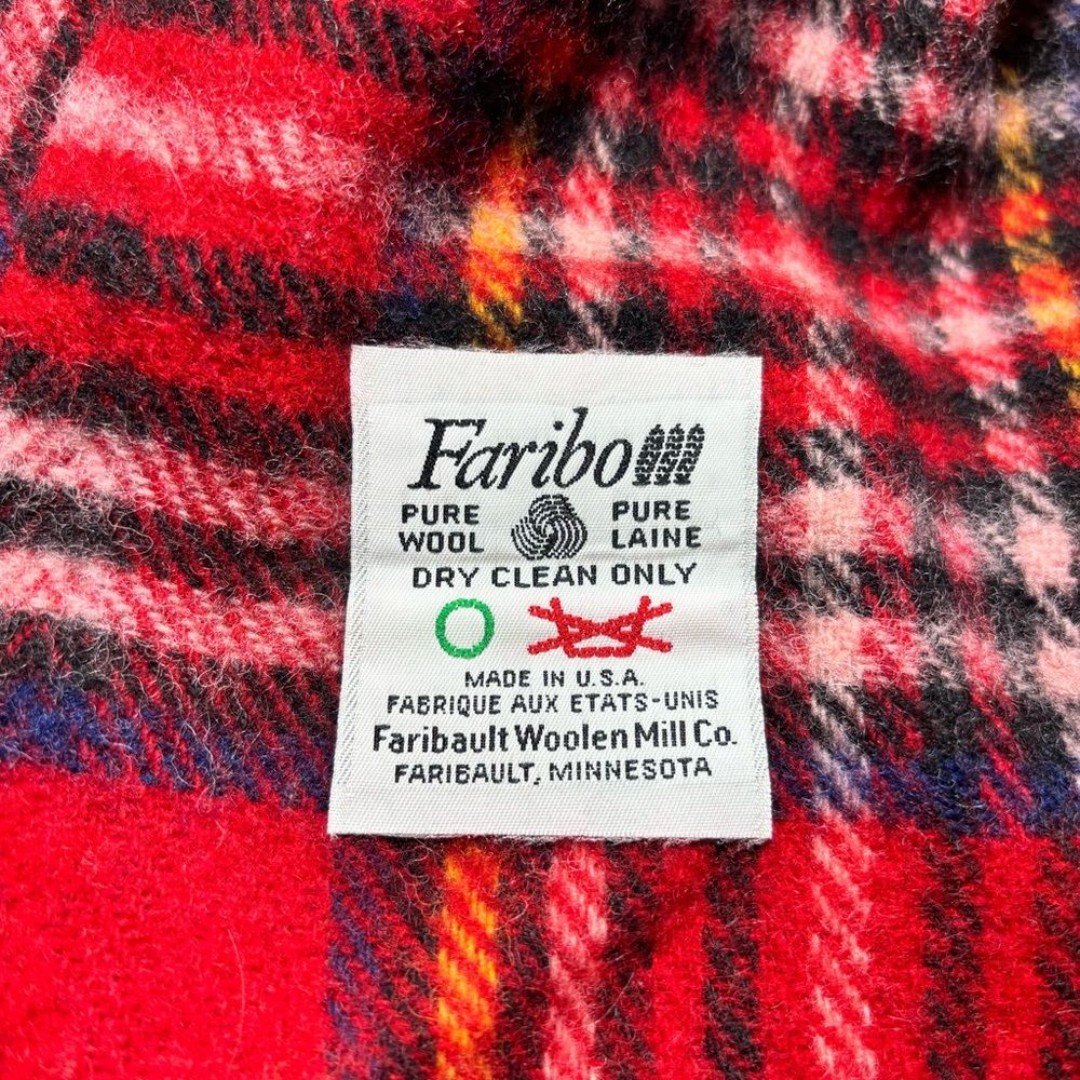 Faribo
PURE WOOL PURE LAINE
DRY CLEAN ONLY
MADE IN U.S.A.
FABRIQUE AUX ETATS-UNIS
Faribault Woolen Mill Co.
FARIBAULT, MINNESOTA